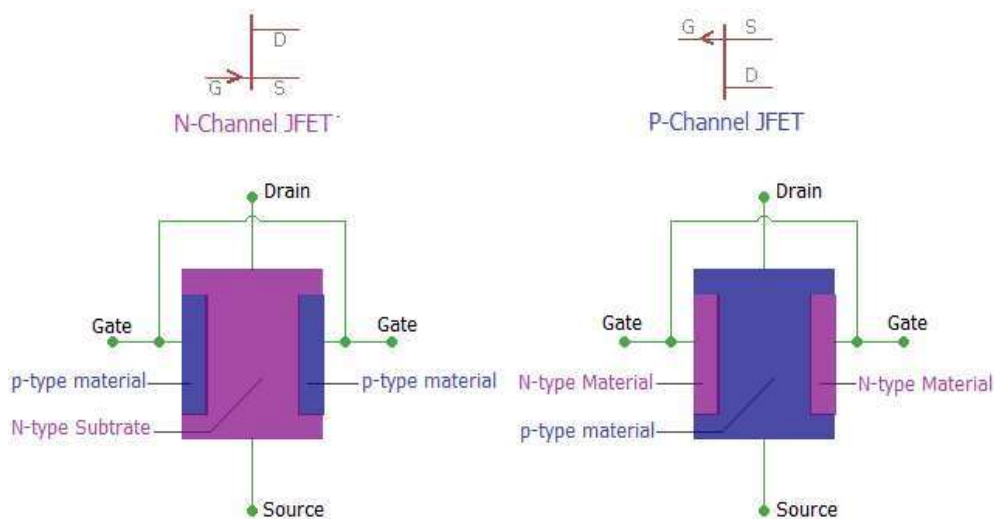 D
G S
N-Channel JFET
G S
D
P-Channel JFET
Drain
Gate
Gate
p-type material
p-type material
N-type Subtrate
Source
Drain
Gate
Gate
N-type Material
N-type Material
p-type material
Source